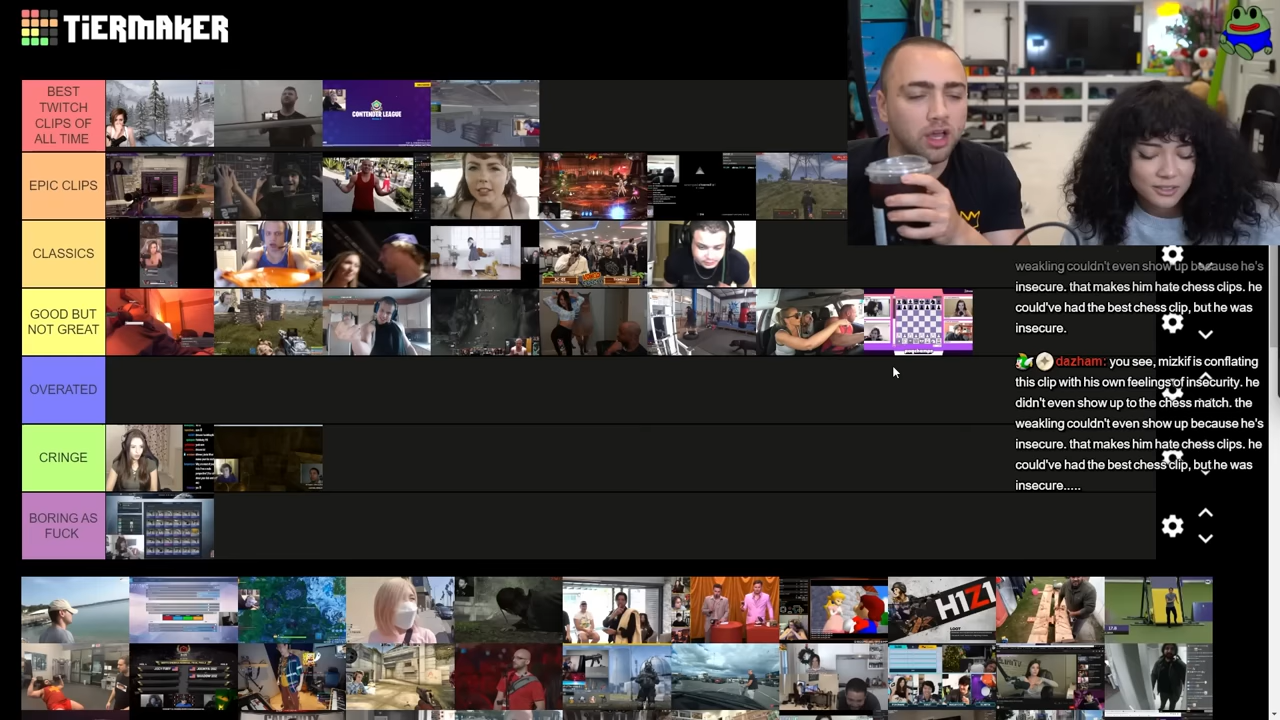 TiERMAKER
BEST
TWITCH
CLIPS OF
ALL TIME
CONTENDER LEAGUE
EPIC CLIPS
CLASSICS
GOOD BUT
NOT GREAT
OVERATED
CRINGE
BORING AS
FUCK
weakling couldn't even show up because he's
insecure. that makes him hate chess clips. he
could've had the best chess clip, but he was
insecure.
dazham: you see, mizkif is conflating
this clip with his own feelings of insecurity. he
didn't even show up to the chess match. the
weakling couldn't even show up because he's
insecure. that makes him hate chess clips. he
could've had the best chess clip, but he was
insecure.....
H1Z1
LOOT